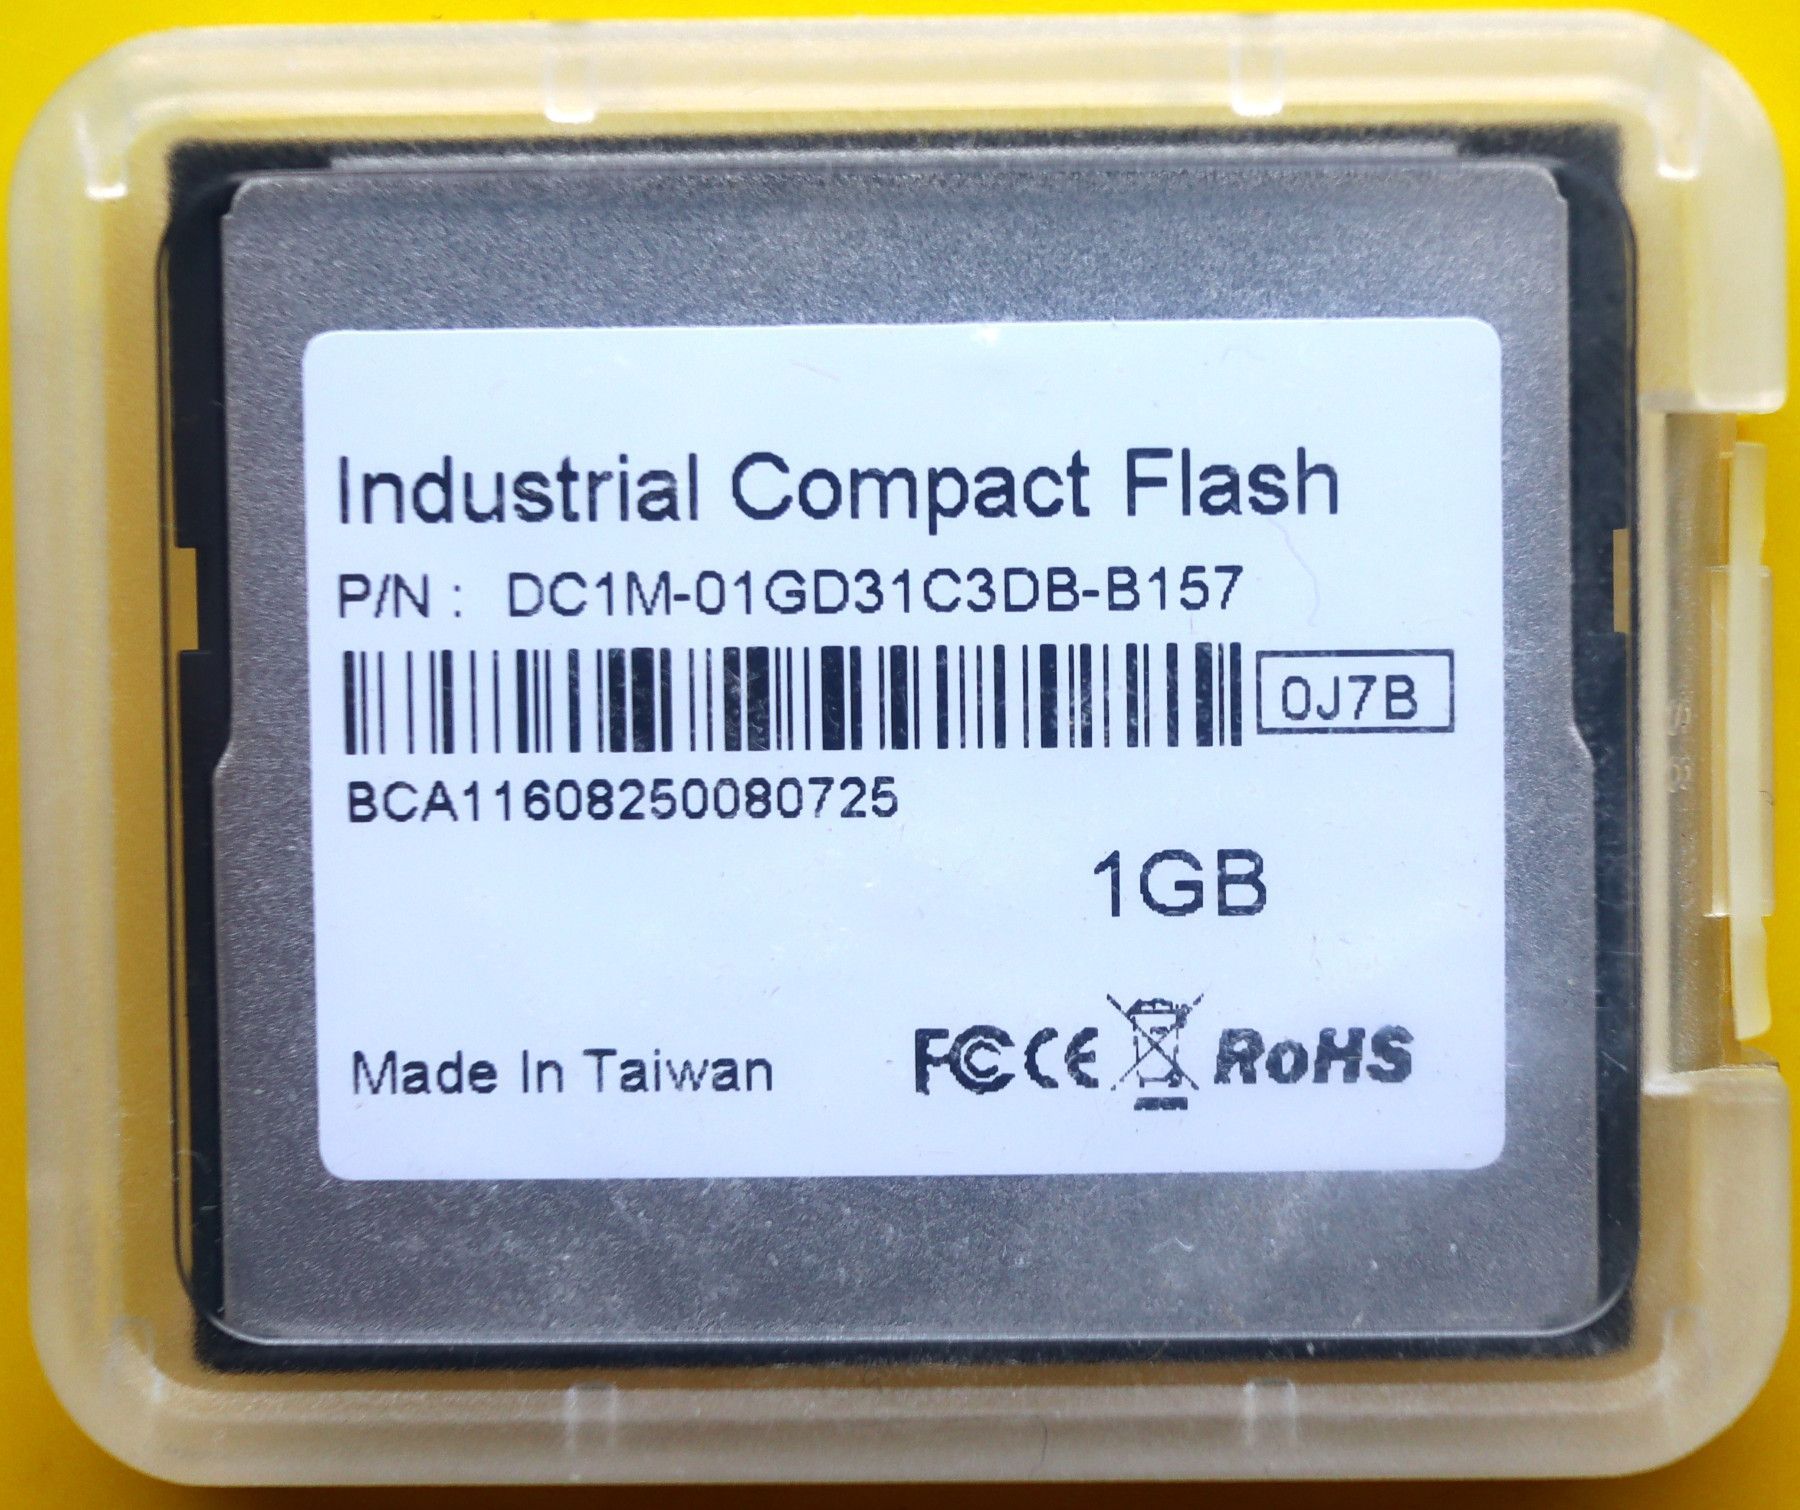 Industrial Compact Flash
P/N : DC1M-01GD31C3DB-B157
0J7B
BCA11608250080725
1GB
Made In Taiwan
FC CE RoHS